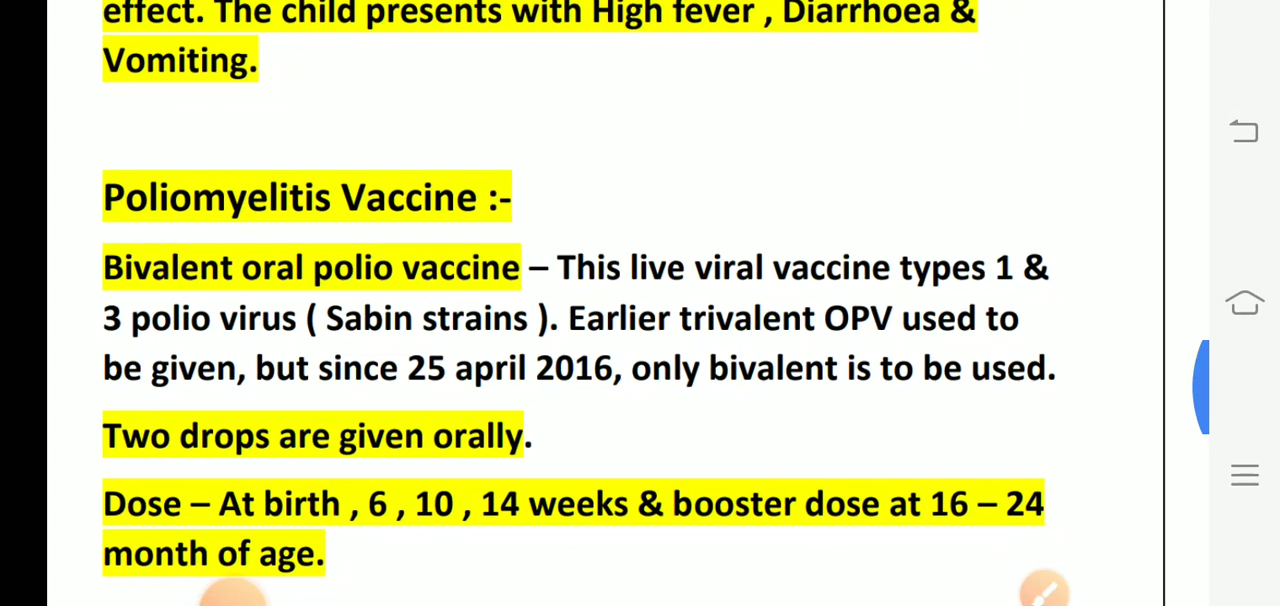 effect. The child presents with High fever , Diarrhoea &
Vomiting.
Poliomyelitis Vaccine :-
Bivalent oral polio vaccine – This live viral vaccine types 1 &
3 polio virus ( Sabin strains ). Earlier trivalent OPV used to
be given, but since 25 april 2016, only bivalent is to be used.
Two drops are given orally.
Dose – At birth , 6 , 10 , 14 weeks & booster dose at 16 – 24
month of age.